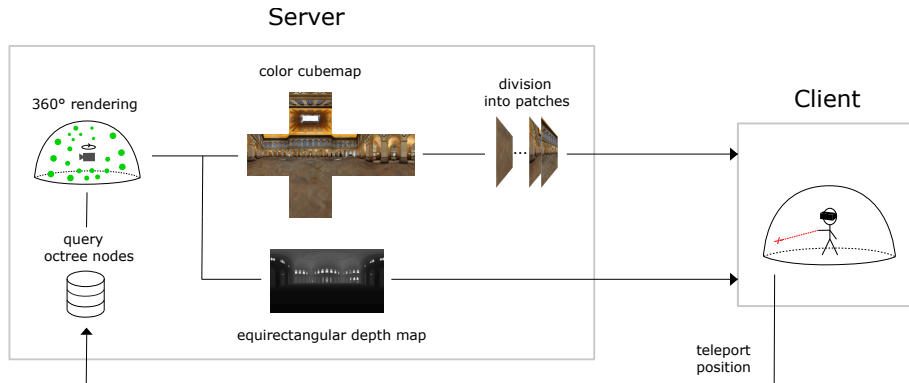 Server
color cubemap
division
into patches
360° rendering
Client
...
query
octree nodes
equirectangular depth map
teleport
position